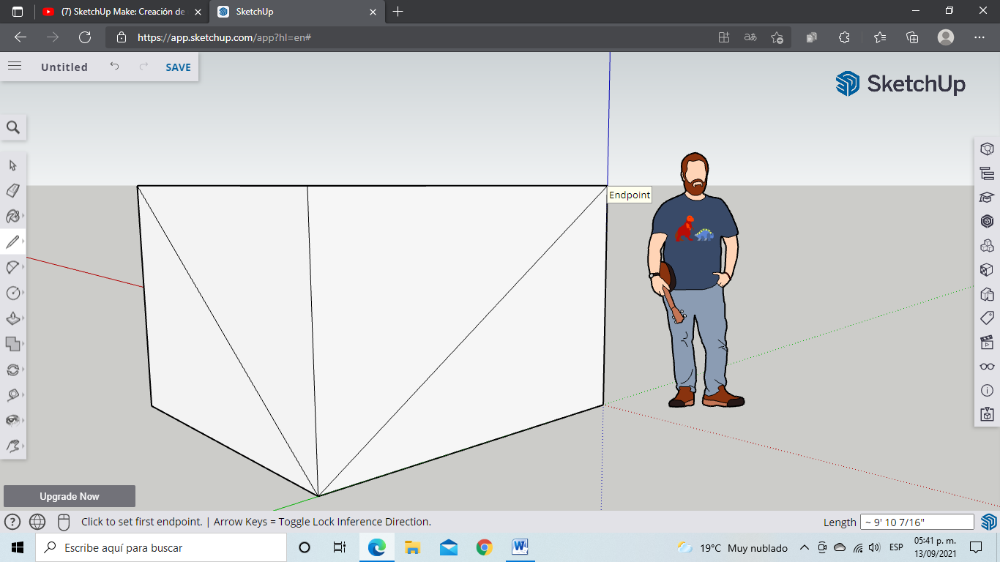 (7) SketchUp Make: Creación de
SketchUp
https://app.sketchup.com/app?hl=en#
aあ
Untitled
SAVE
SketchUp
Endpoint
Upgrade Now
Click to set first endpoint. | Arrow Keys = Toggle Lock Inference Direction.
Length ~ 9' 10 7/16"
Escribe aquí para buscar
19°C Muy nublado
ESP
05:41 p. m.
13/09/2021